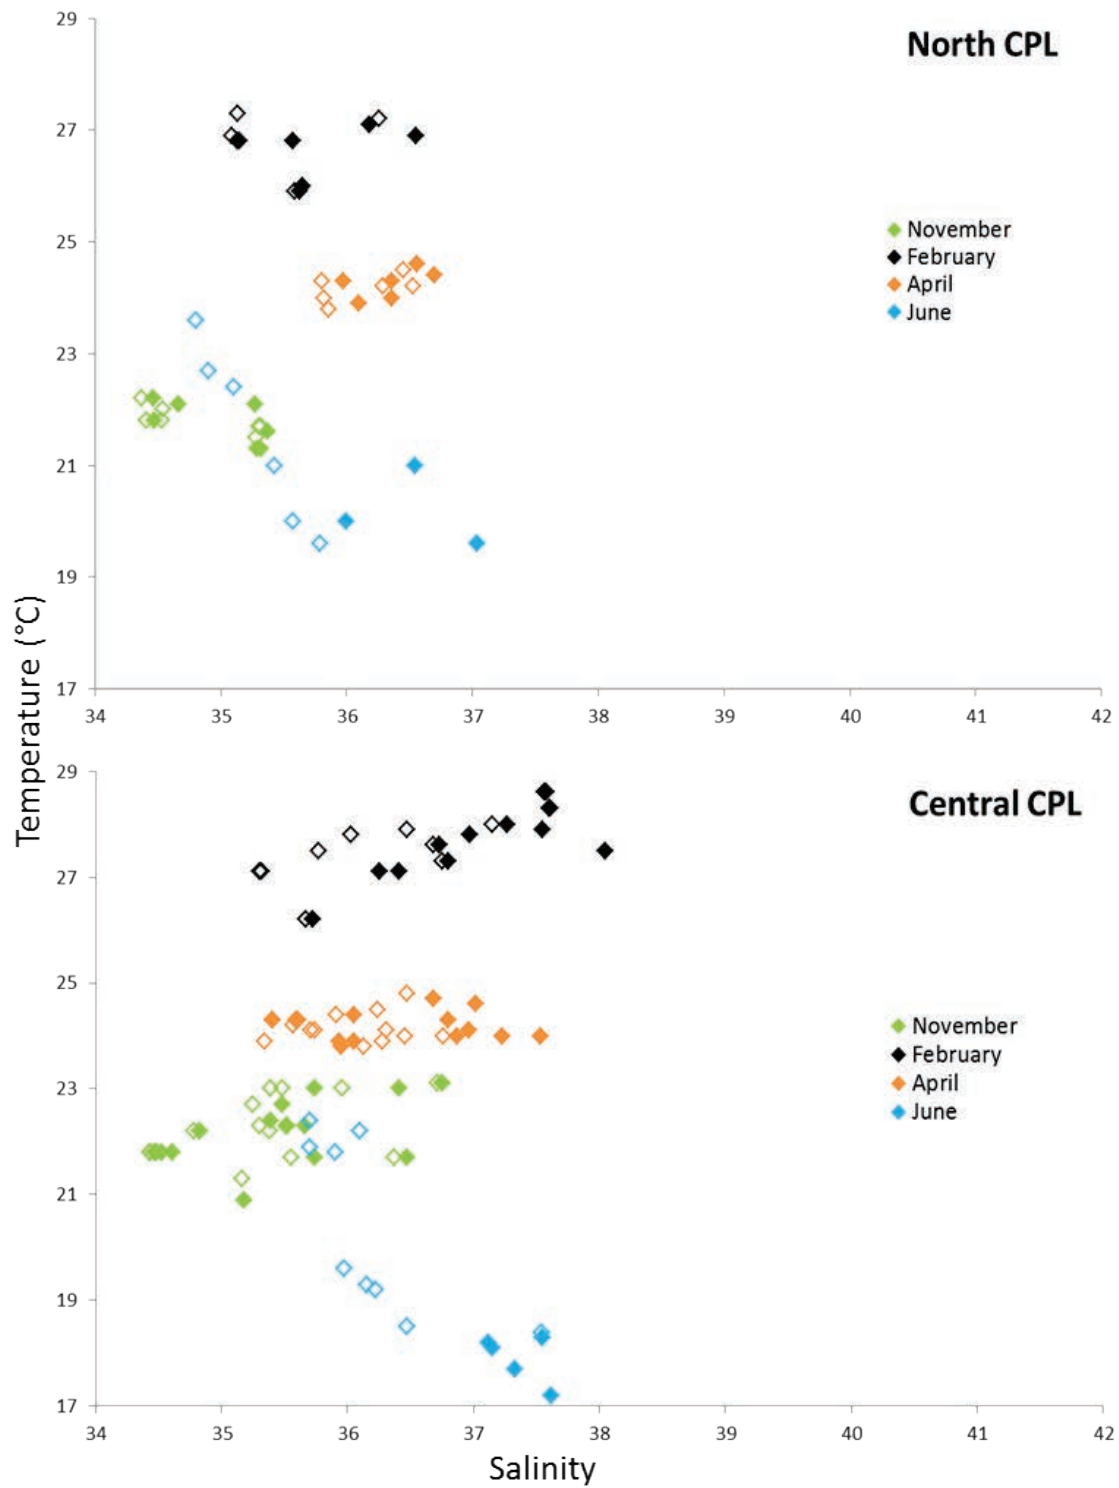 North CPL
29
27
25
23
21
19
17
34 35 36 37 38 39 40 41 42
November
February
April
June
Temperature (°C)
Central CPL
29
27
25
23
21
19
17
34 35 36 37 38 39 40 41 42
November
February
April
June
Salinity